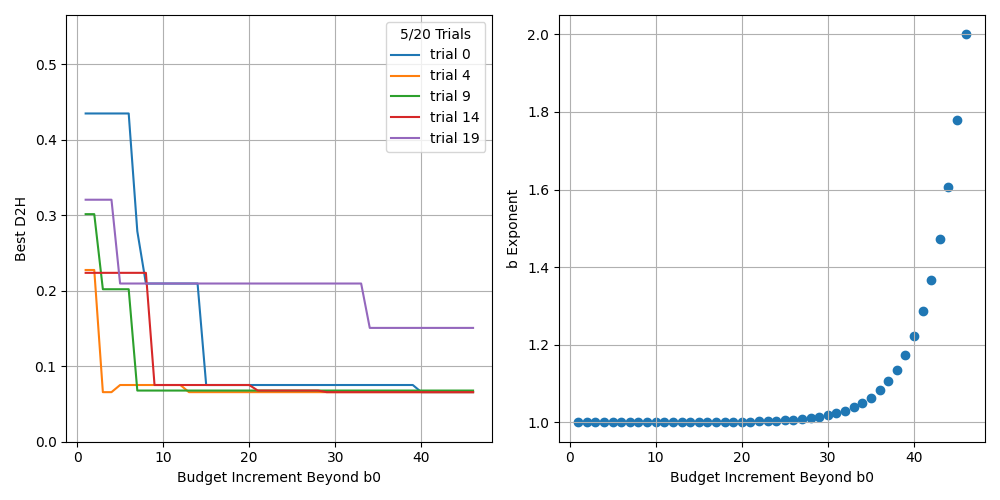 5/20 Trials
trial 0
trial 4
trial 9
trial 14
trial 19
0.5
0.4
0.3
0.2
0.1
0.0
Best D2H
0
10
20
30
40
Budget Increment Beyond b0
2.0
1.8
1.6
1.4
1.2
1.0
b Exponent
0
10
20
30
40
Budget Increment Beyond b0